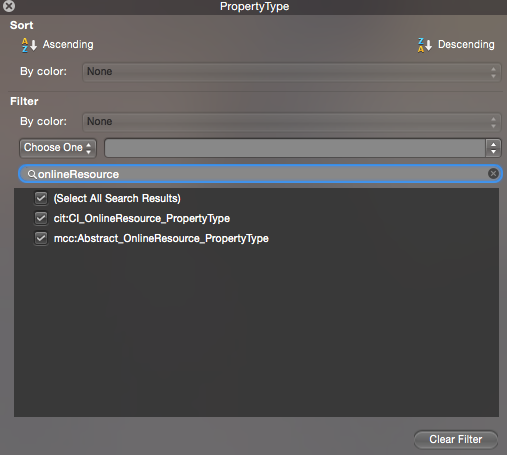 PropertyType
Sort
A
Z Ascending
Z
A Descending
By color: None
Filter
By color: None
Choose One
onlineResource
(Select All Search Results)
cit:CI_OnlineResource_PropertyType
mcc:Abstract_OnlineResource_PropertyType
Clear Filter